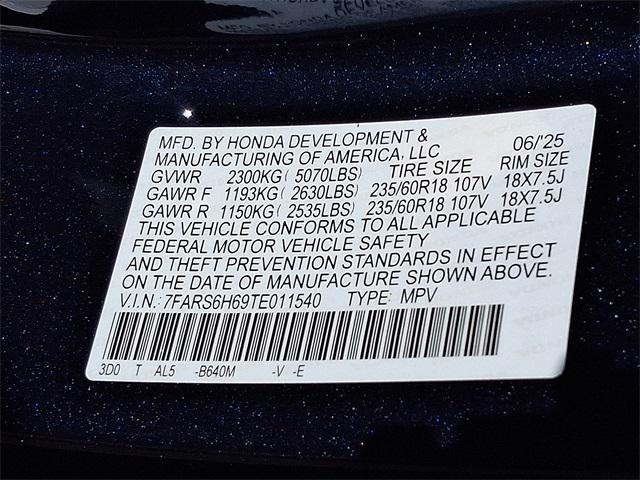 MFD. BY HONDA DEVELOPMENT & 06/'25
MANUFACTURING OF AMERICA, LLC
GVWR 2300KG ( 5070LBS) TIRE SIZE RIM SIZE
GAWR F 1193KG ( 2630LBS) 235/60R18 107V 18X7.5J
GAWR R 1150KG ( 2535LBS) 235/60R18 107V 18X7.5J
THIS VEHICLE CONFORMS TO ALL APPLICABLE
FEDERAL MOTOR VEHICLE SAFETY
AND THEFT PREVENTION STANDARDS IN EFFECT
ON THE DATE OF MANUFACTURE SHOWN ABOVE.
V.I.N.: 7FARS6H69TE011540 TYPE: MPV
3D0 T AL5 -B640M -V -E